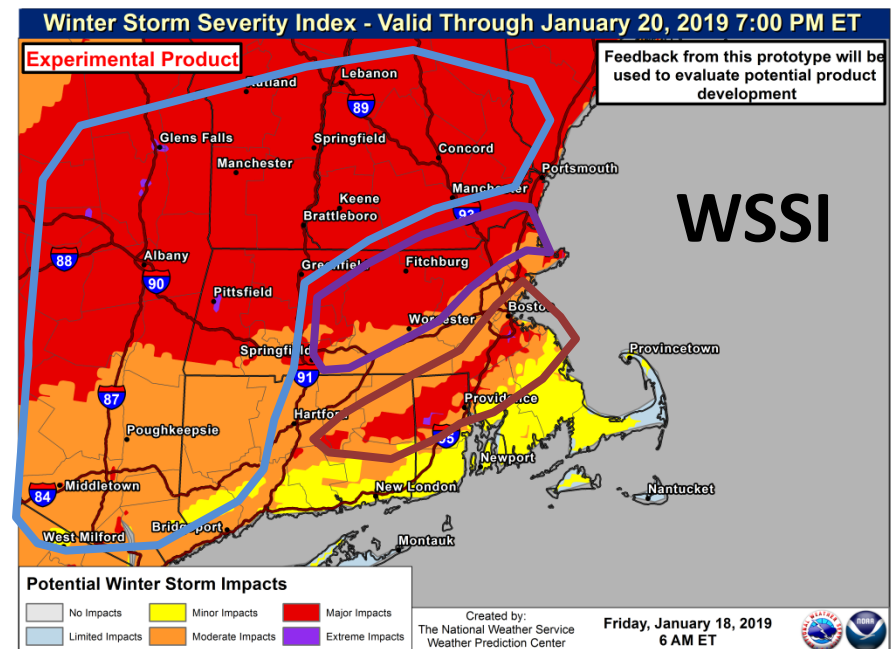 Winter Storm Severity Index - Valid Through January 20, 2019 7:00 PM ET
Experimental Product
Feedback from this prototype will be
used to evaluate potential product
development
WSSI
Rutland
Lebanon
89
Glens Falls
Springfield
Concord
Manchester
Portsmouth
Keene
Manchester
93
Brattleboro
88
Albany
90
Greenfield
Fitchburg
Pittsfield
Worcester
Boston
Springfield
Provincetown
91
87
Hartford
Providence
Poughkeepsie
95
Newport
84
Middletown
New London
Nantucket
West Milford
Bridgeport
Montauk
Potential Winter Storm Impacts
No Impacts
Minor Impacts
Major Impacts
Limited Impacts
Moderate Impacts
Extreme Impacts
Created by:
The National Weather Service
Weather Prediction Center
Friday, January 18, 2019
6 AM ET
NOAA